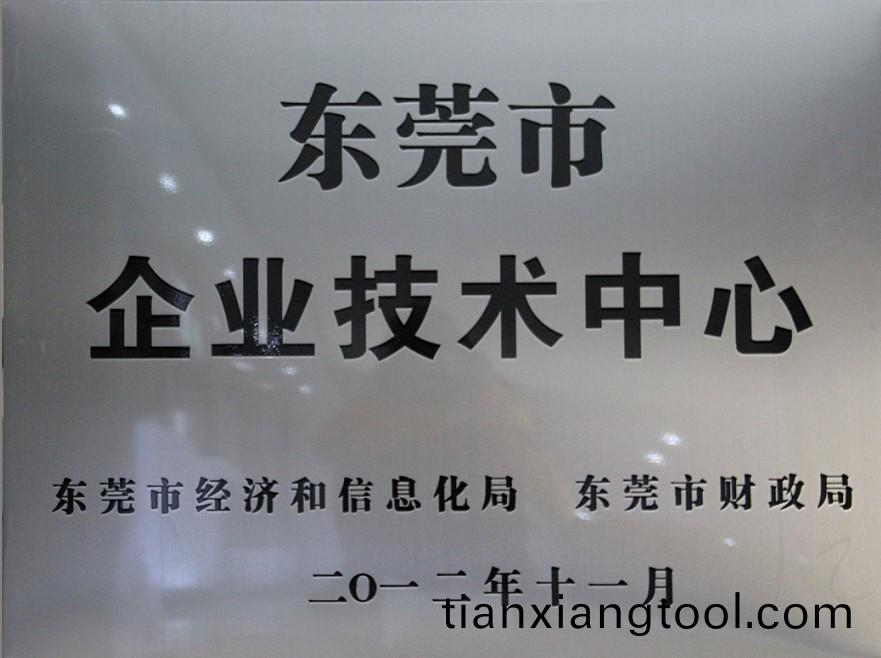 东莞市
企业技术中心
东莞市经济和信息化局 东莞市财政局
二〇一二年十一月
tianxiangtool.com